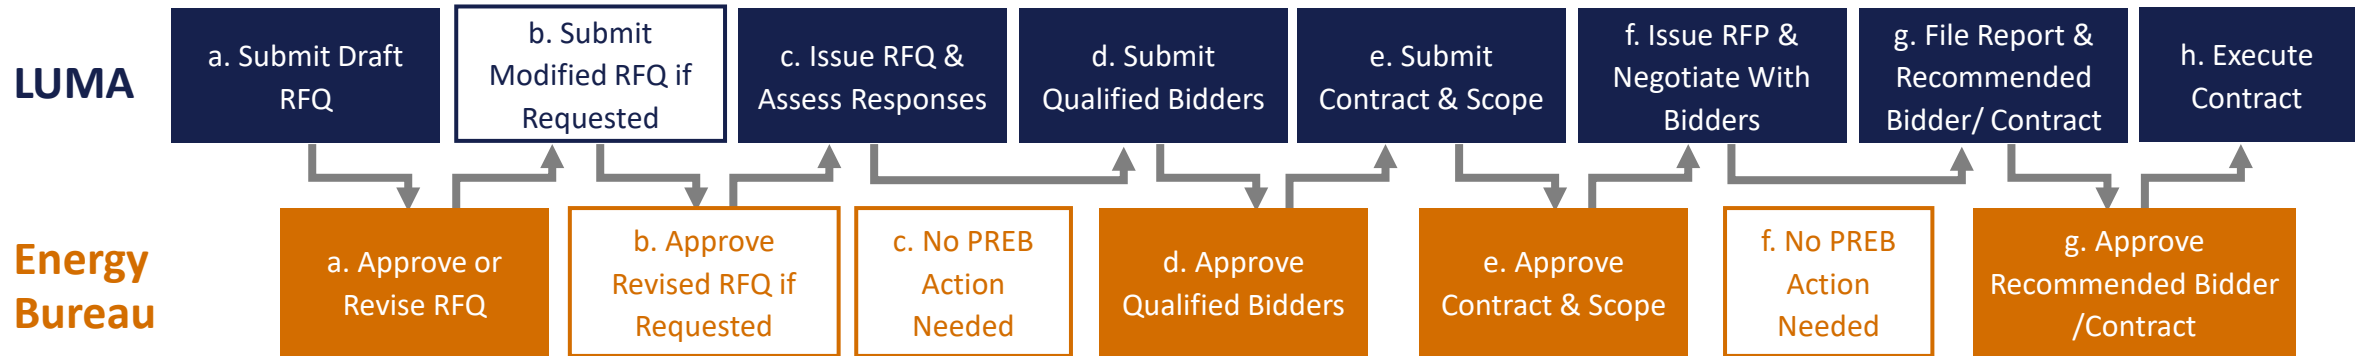 LUMA
a. Submit Draft
RFQ
b. Submit
Modified RFQ if
Requested
c. Issue RFQ &
Assess Responses
d. Submit
Qualified Bidders
e. Submit
Contract & Scope
f. Issue RFP &
Negotiate With
Bidders
g. File Report &
Recommended
Bidder/ Contract
h. Execute
Contract
Energy
Bureau
a. Approve or
Revise RFQ
b. Approve
Revised RFQ if
Requested
c. No PREB
Action
Needed
d. Approve
Qualified Bidders
e. Approve
Contract & Scope
f. No PREB
Action
Needed
g. Approve
Recommended Bidder
/Contract